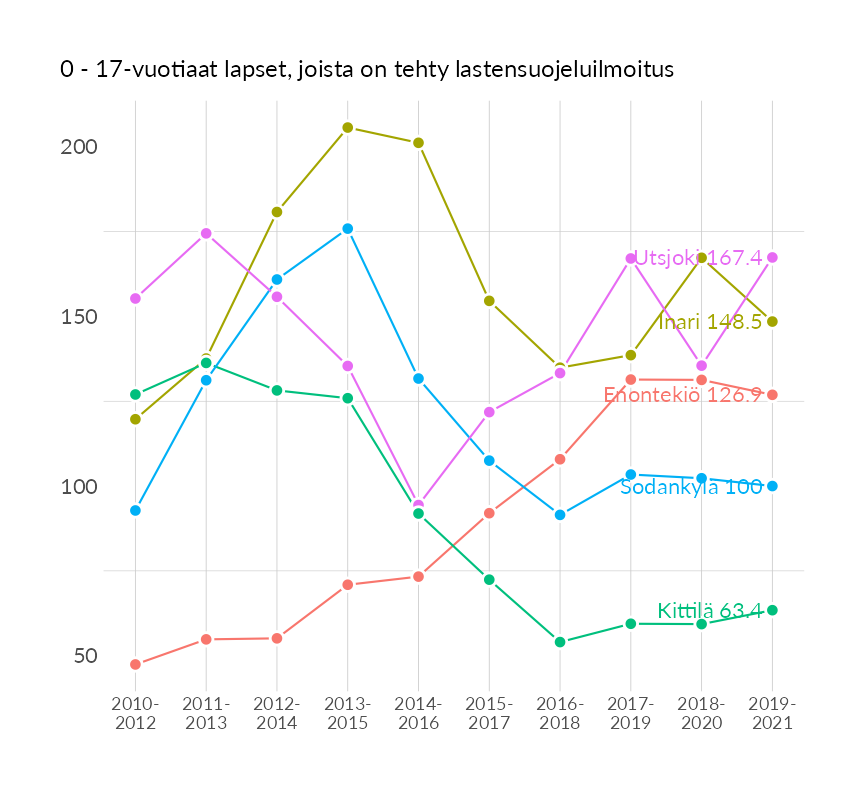 0 - 17-vuotiaat lapset, joista on tehty lastensuojeluilmoitus
200
150
100
50
Utsjoki 167.4
Inari 148.5
Enontekiö 126.9
Sodankylä 100
Kittilä 63.4
2010- 2011- 2012- 2013- 2014- 2015- 2016- 2017- 2018- 2019-
2012 2013 2014 2015 2016 2017 2018 2019 2020 2021